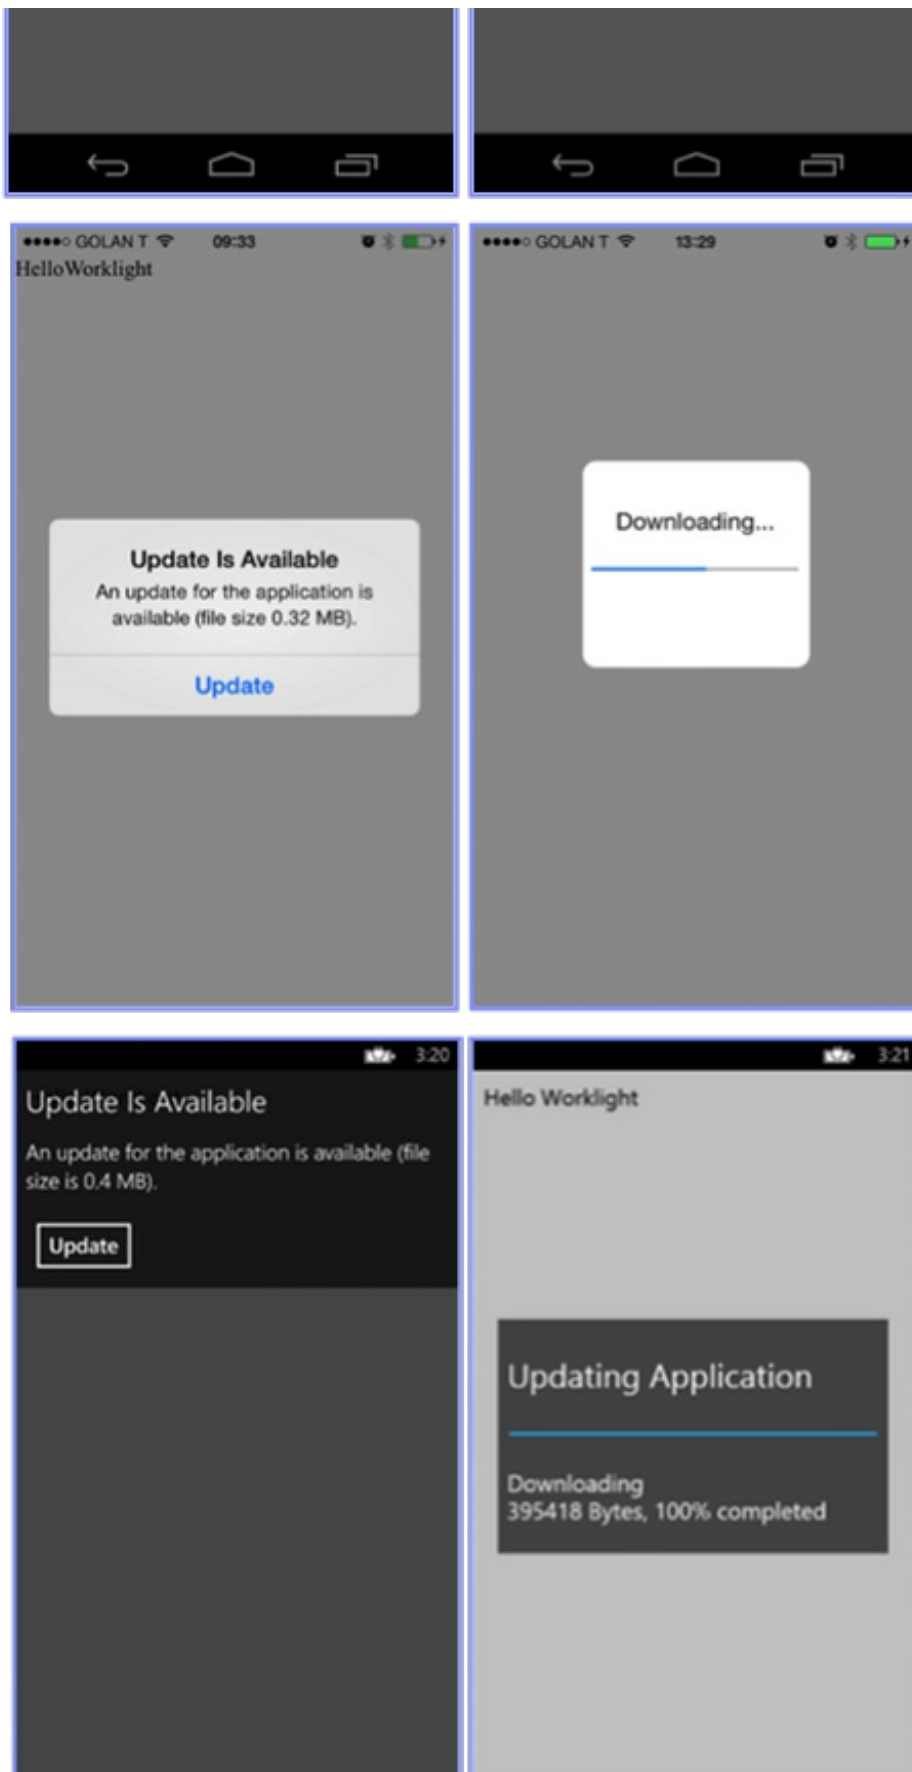 GOLAN T 09:33
HelloWorklight
Update Is Available
An update for the application is
available (file size 0.32 MB).
Update
GOLAN T 13:29
Downloading...
3:20
Update Is Available
An update for the application is available (file
size is 0.4 MB).
Update
3:21
Hello Worklight
Updating Application
Downloading
395418 Bytes, 100% completed